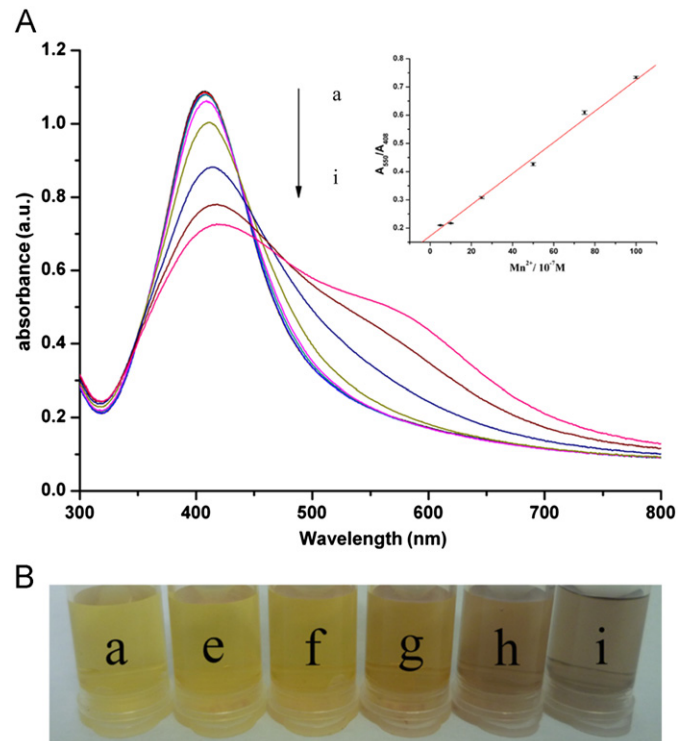 A
1.2
1.0
0.8
0.6
0.4
0.2
0.0
absorbance (a.u.)
300 400 500 600 700 800
Wavelength (nm)
a
i
0.8
0.7
0.6
0.5
0.4
0.3
0.2
A₅₅₀/A₄₀₈
0 20 40 60 80 100
Mn²⁺/ 10⁻⁷M
B
a e f g h i